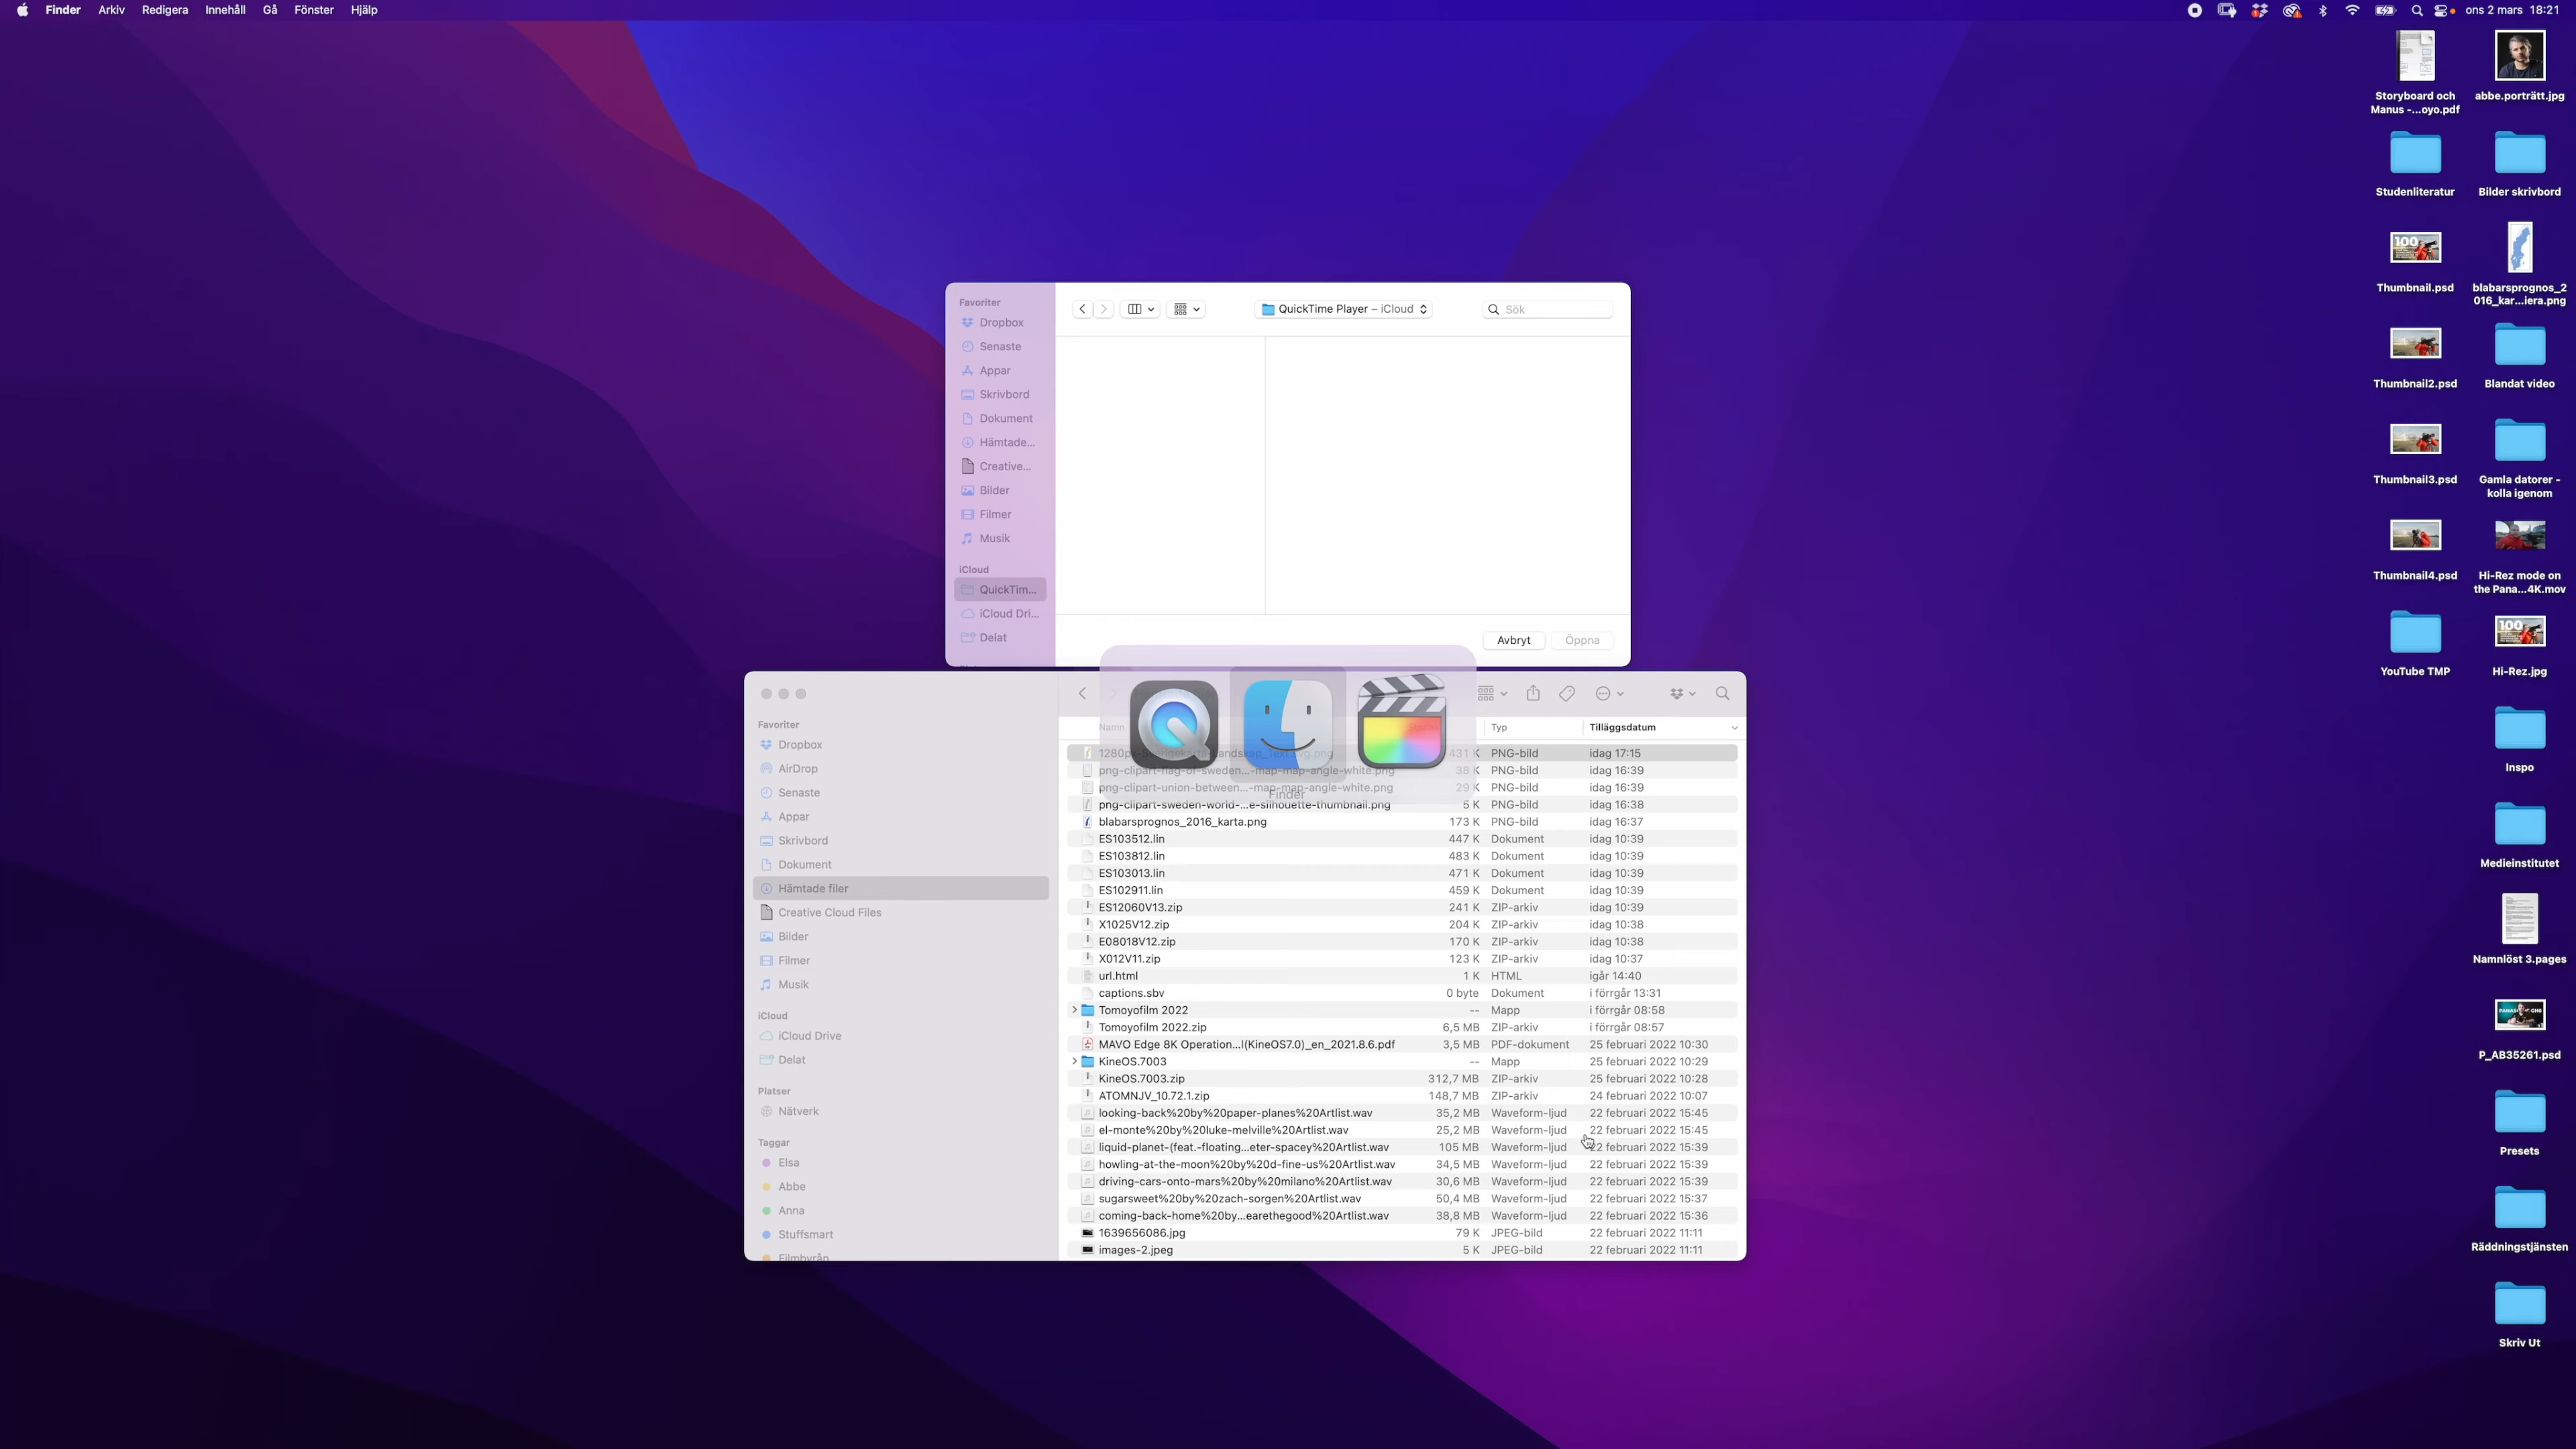 Finder Arkiv Redigera Innehåll Gå Fönster Hjälp
ons 2 mars 18:21
Storyboard och
Manus -...oyo.pdf
abbe.porträtt.jpg
Studenliteratur
Bilder skrivbord
100
Thumbnail.psd
blabarsprognos_2
016_kar...iera.png
Thumbnail2.psd
Blandat video
Thumbnail3.psd
Gamla datorer -
kolla igenom
Thumbnail4.psd
Hi-Rez mode on
the Pana...4K.mov
100
YouTube TMP
Hi-Rez.jpg
Inspo
Medieinstitutet
Namnlöst 3.pages
P_AB35261.psd
Presets
Räddningstjänsten
Skriv Ut
Favoriter
Dropbox
Senaste
Appar
Skrivbord
Dokument
Hämtade...
Creative...
Bilder
Filmer
Musik
iCloud
QuickTim...
iCloud Dri...
Delat
QuickTime Player – iCloud
Sök
Avbryt
Öppna
Finder
Favoriter
Dropbox
AirDrop
Senaste
Appar
Skrivbord
Dokument
Hämtade filer
Creative Cloud Files
Bilder
Filmer
Musik
iCloud
iCloud Drive
Delat
Platser
Nätverk
Taggar
Elsa
Abbe
Anna
Stuffsmart
Filmbyrån
Namn Typ Tilläggsdatum
431 K PNG-bild idag 17:15
png-clipart-flag-of-sweden...-map-map-angle-white.png 38 K PNG-bild idag 16:39
png-clipart-union-between...-map-map-angle-white.png 29 K PNG-bild idag 16:39
png-clipart-sweden-world-...e-silhouette-thumbnail.png 5 K PNG-bild idag 16:38
blabarsprognos_2016_karta.png 173 K PNG-bild idag 16:37
ES103512.lin 447 K Dokument idag 10:39
ES103812.lin 483 K Dokument idag 10:39
ES103013.lin 471 K Dokument idag 10:39
ES102911.lin 459 K Dokument idag 10:39
ES12060V13.zip 241 K ZIP-arkiv idag 10:39
X1025V12.zip 204 K ZIP-arkiv idag 10:38
E08018V12.zip 170 K ZIP-arkiv idag 10:38
X012V11.zip 123 K ZIP-arkiv idag 10:37
url.html 1 K HTML igår 14:40
captions.sbv 0 byte Dokument i förrgår 13:31
Tomoyofilm 2022 -- Mapp i förrgår 08:58
Tomoyofilm 2022.zip 6,5 MB ZIP-arkiv i förrgår 08:57
MAVO Edge 8K Operation...l(KineOS7.0)_en_2021.8.6.pdf 3,5 MB PDF-dokument 25 februari 2022 10:30
KineOS.7003 -- Mapp 25 februari 2022 10:29
KineOS.7003.zip 312,7 MB ZIP-arkiv 25 februari 2022 10:28
ATOMNJV_10.72.1.zip 148,7 MB ZIP-arkiv 24 februari 2022 10:07
looking-back%20by%20paper-planes%20Artlist.wav 35,2 MB Waveform-ljud 22 februari 2022 15:45
el-monte%20by%20luke-melville%20Artlist.wav 25,2 MB Waveform-ljud 22 februari 2022 15:45
liquid-planet-(feat.-floating...eter-spacey%20Artlist.wav 105 MB Waveform-ljud 22 februari 2022 15:39
howling-at-the-moon%20by%20d-fine-us%20Artlist.wav 34,5 MB Waveform-ljud 22 februari 2022 15:39
driving-cars-onto-mars%20by%20milano%20Artlist.wav 30,6 MB Waveform-ljud 22 februari 2022 15:39
sugarsweet%20by%20zach-sorgen%20Artlist.wav 50,4 MB Waveform-ljud 22 februari 2022 15:37
coming-back-home%20by...earethegood%20Artlist.wav 38,8 MB Waveform-ljud 22 februari 2022 15:36
1639656086.jpg 79 K JPEG-bild 22 februari 2022 11:11
images-2.jpeg 5 K JPEG-bild 22 februari 2022 11:11